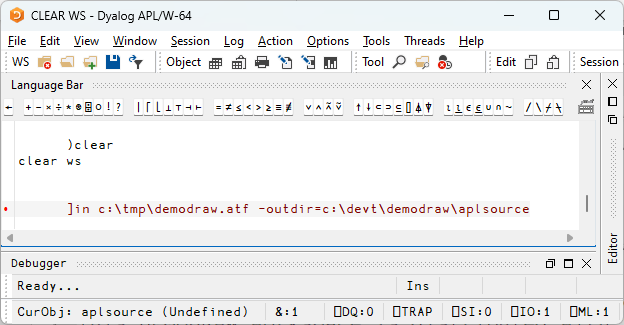 CLEAR WS - Dyalog APL/W-64
File Edit View Window Session Log Action Options Tools Threads Help
WS Object Tool Edit Session
Language Bar
← + - × ÷ * ⍟ ⌹ ○ ! ? | ⌈ ⌊ ⊥ ⊤ ⊣ ⊢ = ≠ ≤ < > ≥ ≡ ≢ ∨ ∧ ⍱ ⍲ ↑ ↓ ⊂ ⊃ ⊆ ⌷ ⍋ ⍒ ⍳ ⍸ ∊ ⍷ ∪ ∩ ~ / \ ⌿ ⍀
)clear
clear ws
]in c:\tmp\demodraw.atf -outdir=c:\devt\demodraw\aplsource
Editor
Debugger
Ready... Ins
CurObj: aplsource (Undefined) &:1 ⎕DQ:0 ⎕TRAP ⎕SI:0 ⎕IO:1 ⎕ML:1